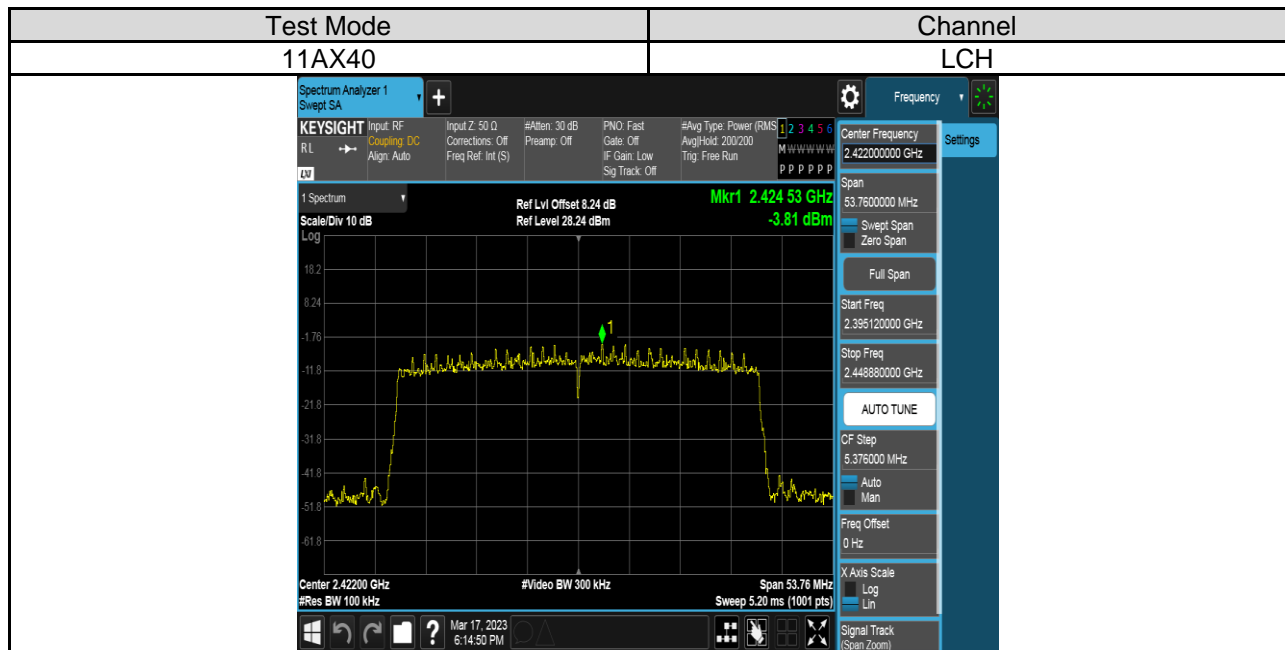 Test Mode
Channel
11AX40
LCH
Spectrum Analyzer 1
Swept SA
+
Frequency
KEYSIGHT
RL
LXI
Input: RF
Coupling: DC
Align: Auto
Input Z: 50 Ω
Corrections: Off
Freq Ref: Int (S)
#Atten: 30 dB
Preamp: Off
PNO: Fast
Gate: Off
IF Gain: Low
Sig Track: Off
#Avg Type: Power (RMS
Avg|Hold: 200/200
Trig: Free Run
1 2 3 4 5 6
M W W W W W
P P P P P P
1 Spectrum
Scale/Div 10 dB
Ref Lvl Offset 8.24 dB
Ref Level 28.24 dBm
Mkr1 2.424 53 GHz
-3.81 dBm
Log
18.2
8.24
-1.76
-11.8
-21.8
-31.8
-41.8
-51.8
-61.8
1
Center 2.42200 GHz
#Res BW 100 kHz
#Video BW 300 kHz
Span 53.76 MHz
Sweep 5.20 ms (1001 pts)
Center Frequency
2.422000000 GHz
Settings
Span
53.7600000 MHz
Swept Span
Zero Span
Full Span
Start Freq
2.395120000 GHz
Stop Freq
2.448880000 GHz
AUTO TUNE
CF Step
5.376000 MHz
Auto
Man
Freq Offset
0 Hz
X Axis Scale
Log
Lin
Signal Track
(Span Zoom)
?
Mar 17, 2023
6:14:50 PM